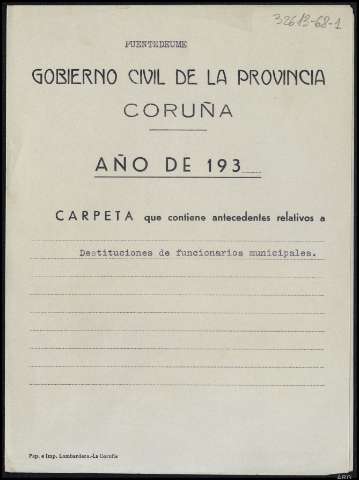 32613-68-1
PUENTEDEUME
GOBIERNO CIVIL DE LA PROVINCIA
CORUÑA
AÑO DE 193
CARPETA que contiene antecedentes relativos a
Destituciones de funcionarios municipales.
Pap. e Imp. Lombardero.-La Coruña